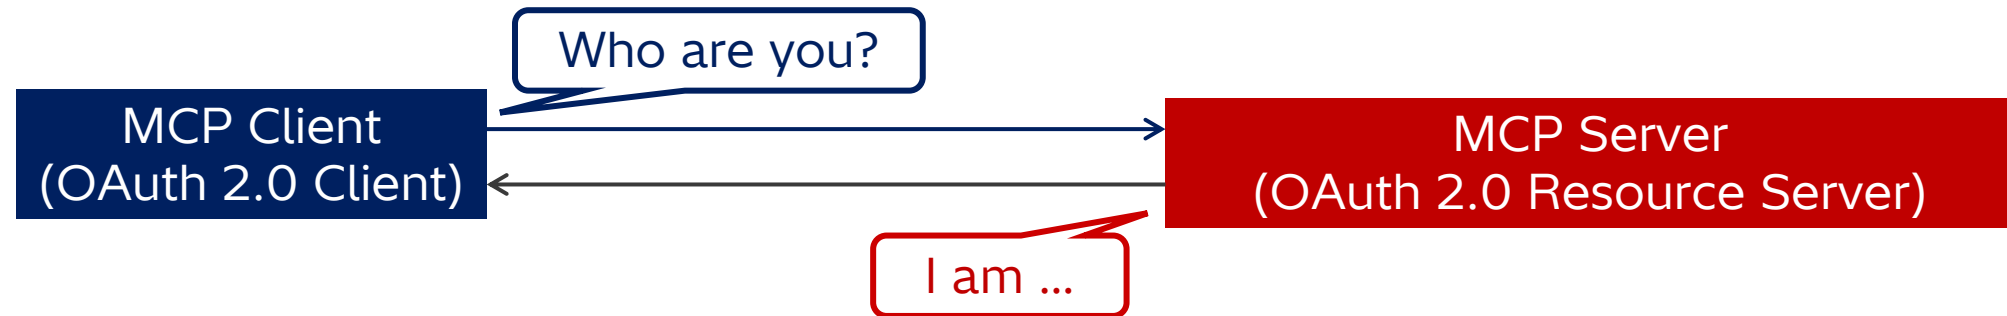 Who are you?
MCP Client
(OAuth 2.0 Client)
MCP Server
(OAuth 2.0 Resource Server)
I am ...